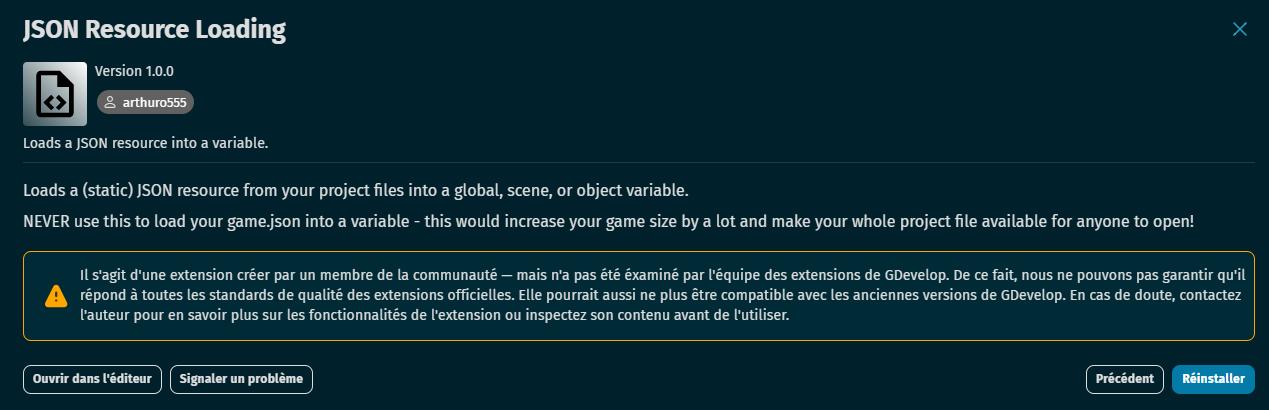 JSON Resource Loading
Version 1.0.0
arthuro555
Loads a JSON resource into a variable.
Loads a (static) JSON resource from your project files into a global, scene, or object variable.
NEVER use this to load your game.json into a variable - this would increase your game size by a lot and make your whole project file available for anyone to open!
Il s'agit d'une extension créer par un membre de la communauté — mais n'a pas été éxaminé par l'équipe des extensions de GDevelop. De ce fait, nous ne pouvons pas garantir qu'il
répond à toutes les standards de qualité des extensions officielles. Elle pourrait aussi ne plus être compatible avec les anciennes versions de GDevelop. En cas de doute, contactez
l'auteur pour en savoir plus sur les fonctionnalités de l'extension ou inspectez son contenu avant de l'utiliser.
Ouvrir dans l'éditeur Signaler un problème Précédent Réinstaller